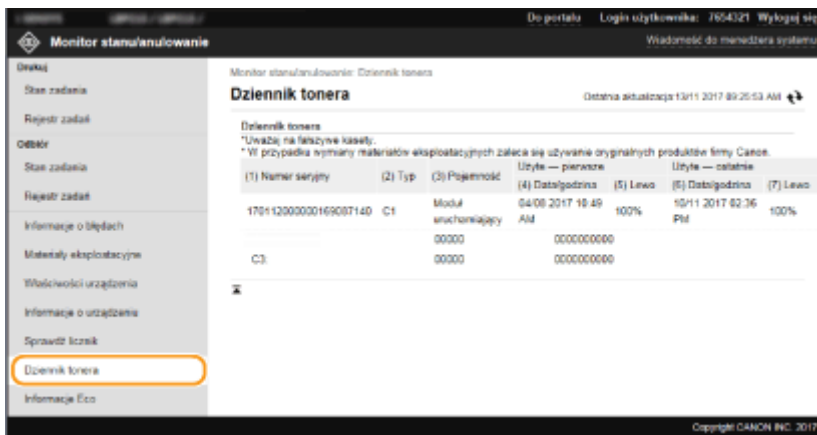 Do portalu Login użytkownika: 7654321 Wyloguj się
Monitor stanu/anulowanie
Wiadomość do menedżera systemu
Drukuj
Stan zadania
Rejestr zadań
Odbiór
Stan zadania
Rejestr zadań
Informacje o błędach
Materiały eksploatacyjne
Właściwości urządzenia
Informacje o urządzeniu
Sprawdź licznik
Dziennik tonera
Informacje Eco
Monitor stanu/anulowanie: Dziennik tonera
Dziennik tonera
Ostatnia aktualizacja:13/11 2017 09:25:53 AM
Dziennik tonera
*Uważaj na fałszywe kasety.
* W przypadku wymiany materiałów eksploatacyjnych zaleca się używanie oryginalnych produktów firmy Canon.
(1) Numer seryjny (2) Typ (3) Pojemność Użyte — pierwsze Użyte — ostatnie
(4) Data/godzina (5) Lewo (6) Data/godzina (7) Lewo
1701120000000169087140 C1 Moduł uruchamiający 04/08 2017 10:49 AM 100% 10/11 2017 02:36 PM 100%
00000 0000000000
C3: 00000 0000000000
Copyright CANON INC. 2017